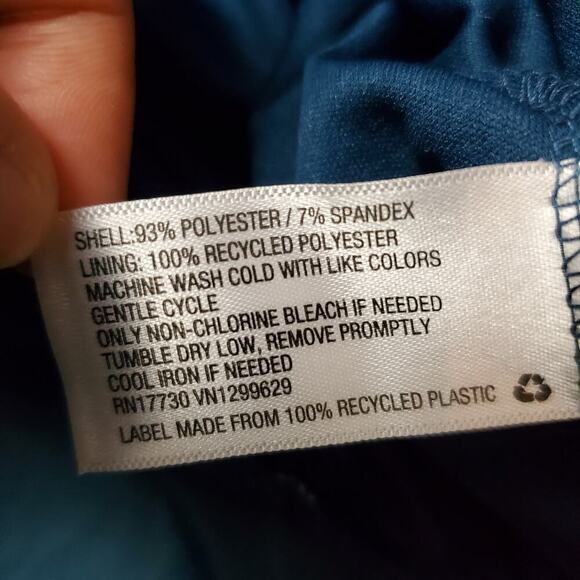 SHELL:93% POLYESTER / 7% SPANDEX
LINING: 100% RECYCLED POLYESTER
MACHINE WASH COLD WITH LIKE COLORS
GENTLE CYCLE
ONLY NON-CHLORINE BLEACH IF NEEDED
TUMBLE DRY LOW, REMOVE PROMPTLY
COOL IRON IF NEEDED
RN17730 VN1299629
LABEL MADE FROM 100% RECYCLED PLASTIC